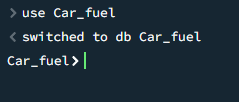 > use Car_fuel
< switched to db Car_fuel
Car_fuel>